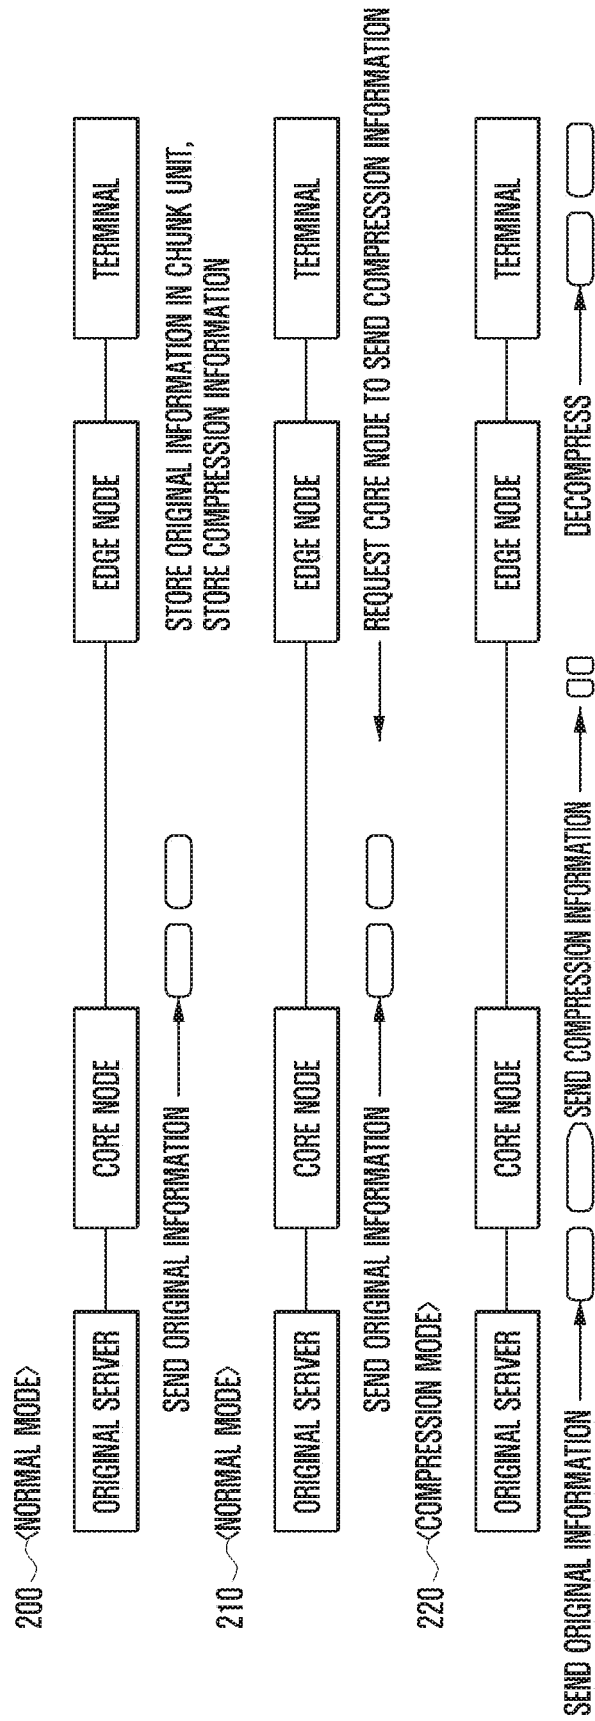 200 <NORMAL MODE>
ORIGINAL SERVER
CORE NODE
EDGE NODE
TERMINAL
SEND ORIGINAL INFORMATION
STORE ORIGINAL INFORMATION IN CHUNK UNIT,
STORE COMPRESSION INFORMATION
210 <NORMAL MODE>
ORIGINAL SERVER
CORE NODE
EDGE NODE
TERMINAL
SEND ORIGINAL INFORMATION
REQUEST CORE NODE TO SEND COMPRESSION INFORMATION
220 <COMPRESSION MODE>
ORIGINAL SERVER
CORE NODE
EDGE NODE
TERMINAL
SEND ORIGINAL INFORMATION
SEND COMPRESSION INFORMATION
DECOMPRESS